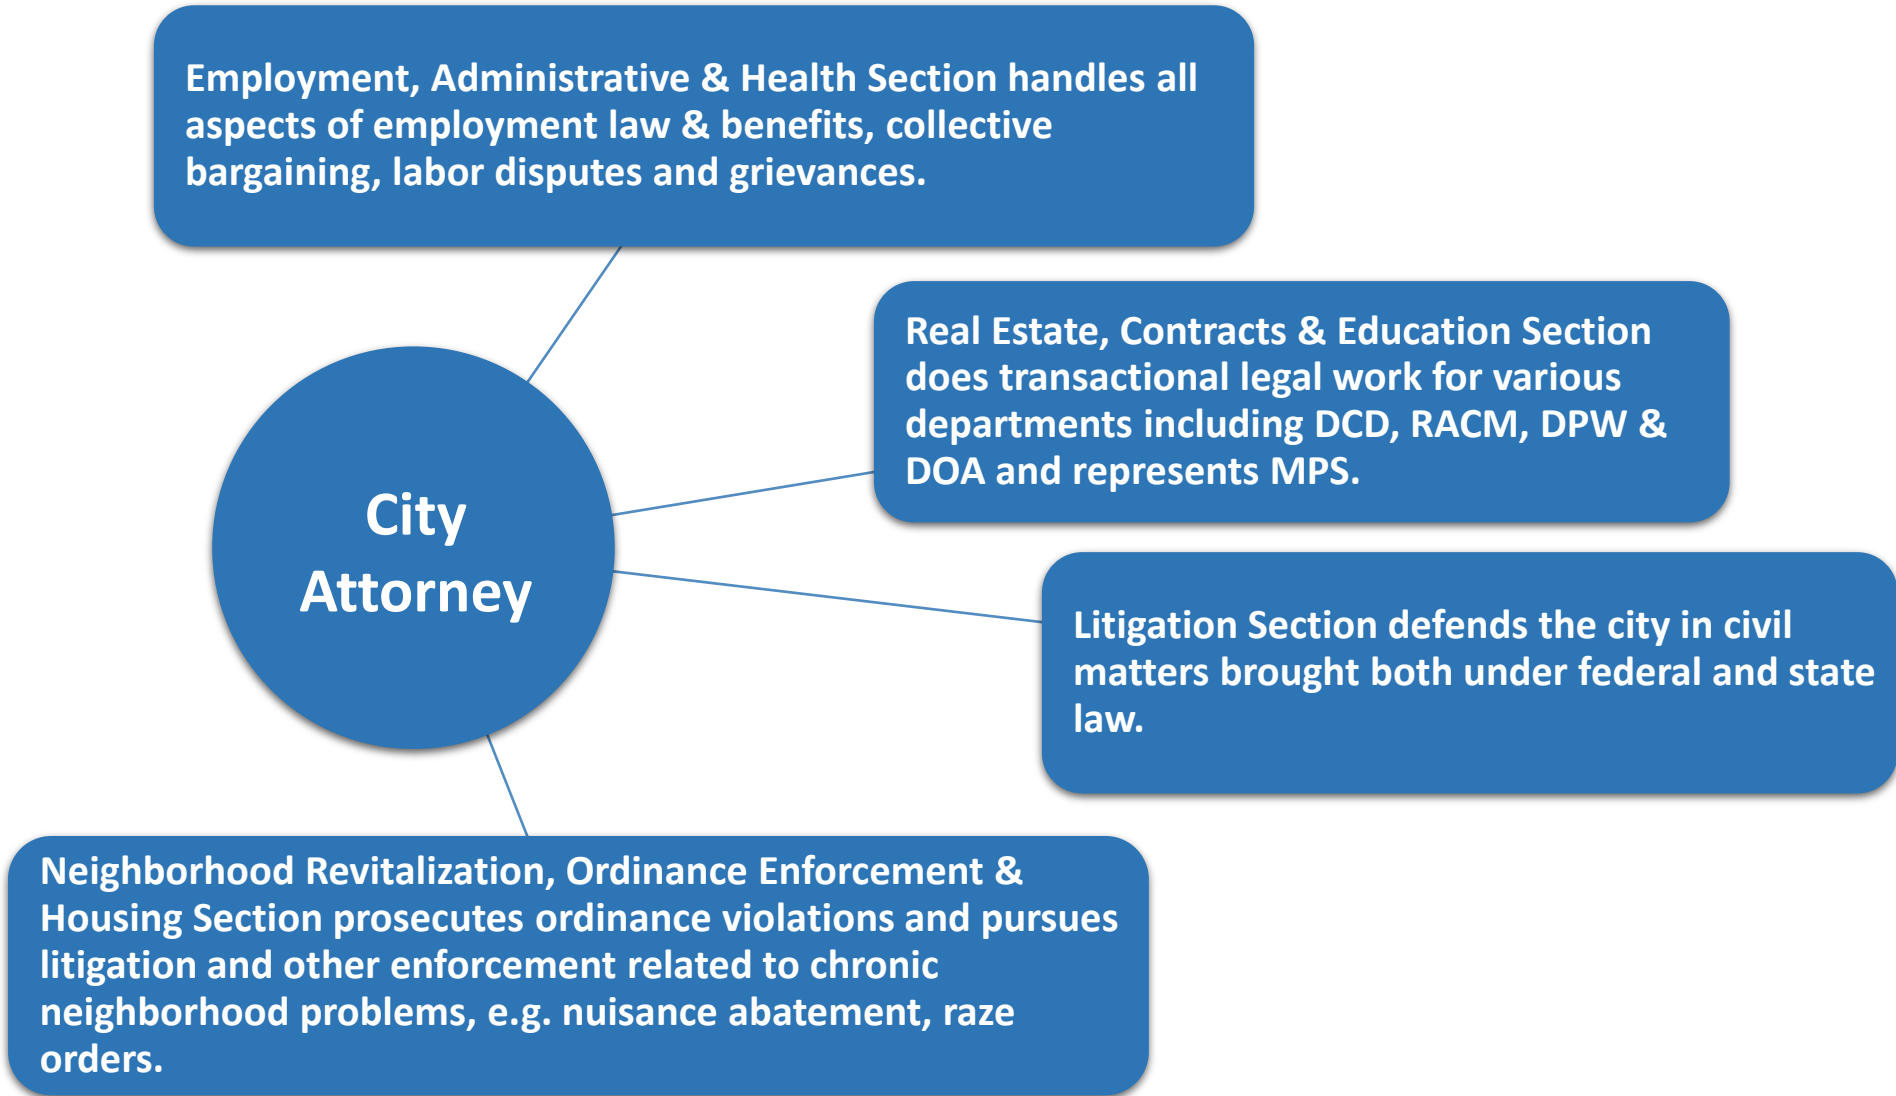 Employment, Administrative & Health Section handles all
aspects of employment law & benefits, collective
bargaining, labor disputes and grievances.
Real Estate, Contracts & Education Section
does transactional legal work for various
departments including DCD, RACM, DPW &
DOA and represents MPS.
City
Attorney
Litigation Section defends the city in civil
matters brought both under federal and state
law.
Neighborhood Revitalization, Ordinance Enforcement &
Housing Section prosecutes ordinance violations and pursues
litigation and other enforcement related to chronic
neighborhood problems, e.g. nuisance abatement, raze
orders.